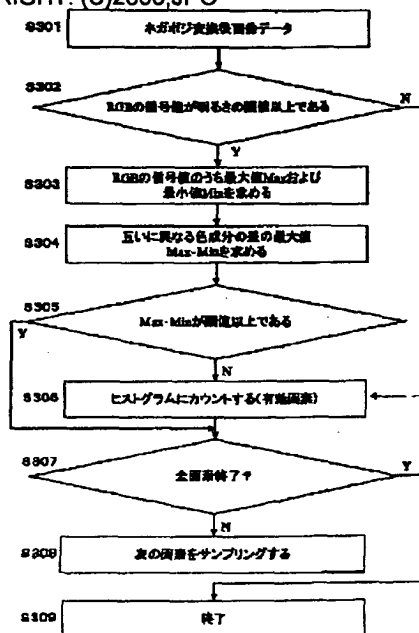 RIGHT: (C)2003,JPO
S301
ネガポジ変換後画像データ
S302
RGBの信号値が明るさの閾値以上である
N
Y
S303
RGBの信号値のうち最大値Maxおよび
最小値Minを求める
S304
互いに異なる色成分の差の最大値
Max-Minを求める
S305
Max-Minが閾値以上である
Y
N
S306
ヒストグラムにカウントする(有効画素)
S307
全画素終了?
Y
N
S308
次の画素をサンプリングする
S309
終了